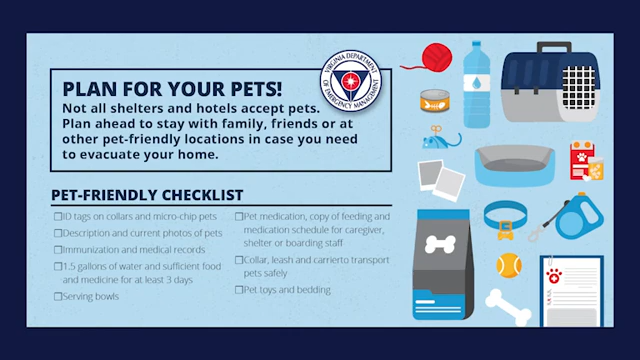 PLAN FOR YOUR PETS!
Not all shelters and hotels accept pets.
Plan ahead to stay with family, friends or at
other pet-friendly locations in case you need
to evacuate your home.
VIRGINIA DEPARTMENT
OF EMERGENCY MANAGEMENT
PET-FRIENDLY CHECKLIST
☐ID tags on collars and micro-chip pets
☐Description and current photos of pets
☐Immunization and medical records
☐1.5 gallons of water and sufficient food
and medicine for at least 3 days
☐Serving bowls
☐Pet medication, copy of feeding and
medication schedule for caregiver,
shelter or boarding staff
☐Collar, leash and carrierto transport
pets safely
☐Pet toys and bedding